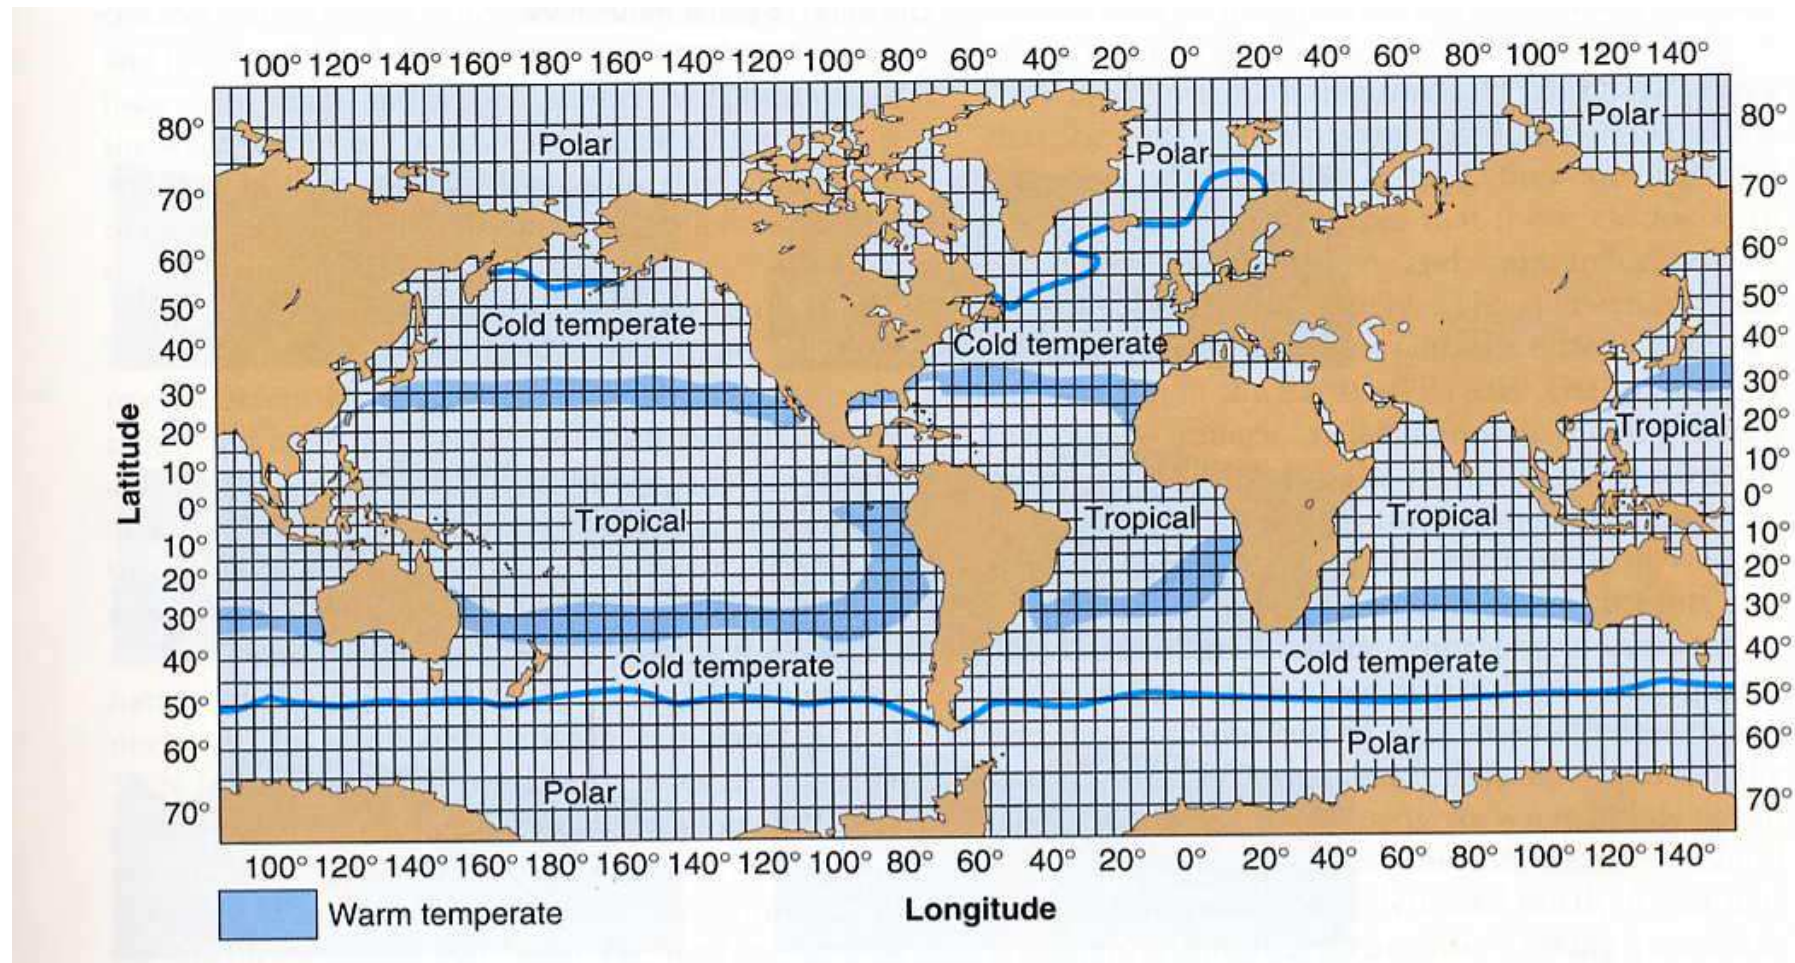 100° 120° 140° 160° 180° 160° 140° 120° 100° 80° 60° 40° 20° 0° 20° 40° 60° 80° 100° 120° 140°
80° Polar Polar Polar 80°
70° 70°
60° 60°
50° 50°
Cold temperate Cold temperate
40° 40°
30° 30°
20° Tropical 20°
10° 10°
0° Tropical Tropical Tropical 0°
10° 10°
20° 20°
30° 30°
40° Cold temperate Cold temperate 40°
50° 50°
60° Polar 60°
70° Polar 70°
Latitude
100° 120° 140° 160° 180° 160° 140° 120° 100° 80° 60° 40° 20° 0° 20° 40° 60° 80° 100° 120° 140°
Warm temperate
Longitude